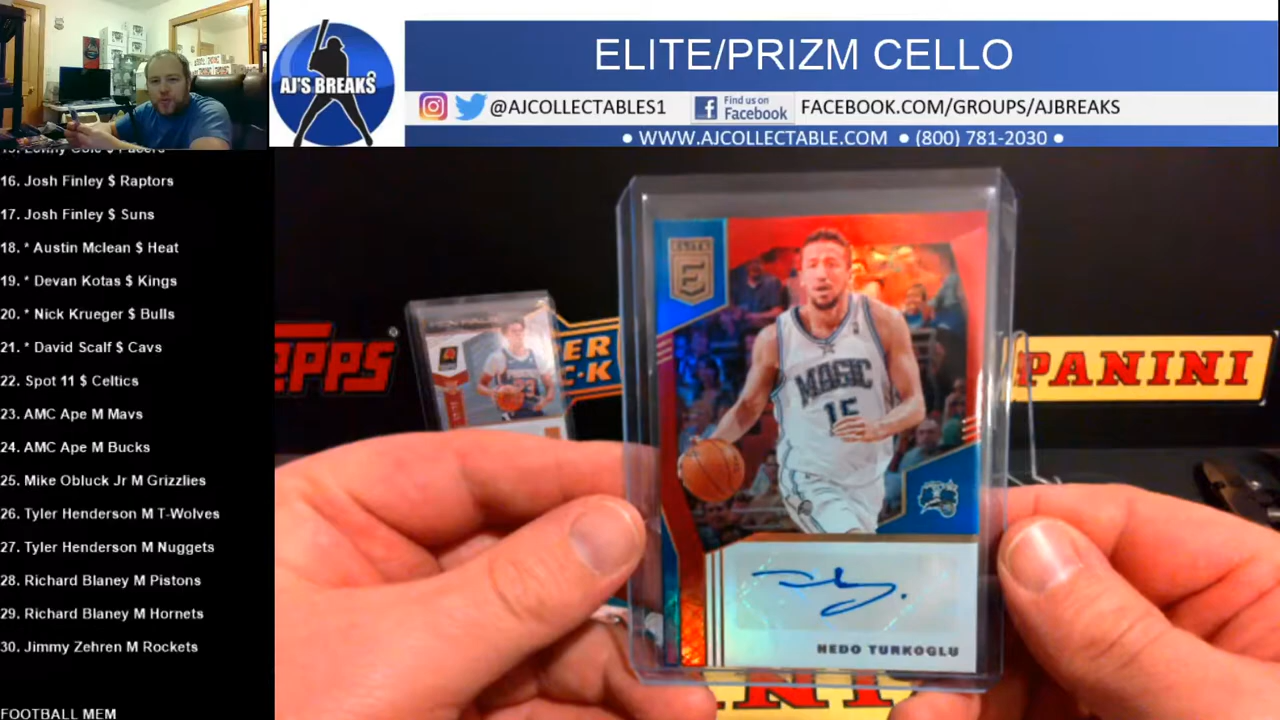 AJ'S BREAKS
ELITE/PRIZM CELLO
@AJCOLLECTABLES1
Find us on
Facebook
FACEBOOK.COM/GROUPS/AJBREAKS
● WWW.AJCOLLECTABLE.COM ● (800) 781-2030 ●
16. Josh Finley $ Raptors
17. Josh Finley $ Suns
18. * Austin Mclean $ Heat
19. * Devan Kotas $ Kings
20. * Nick Krueger $ Bulls
21. * David Scalf $ Cavs
22. Spot 11 $ Celtics
23. AMC Ape M Mavs
24. AMC Ape M Bucks
25. Mike Obluck Jr M Grizzlies
26. Tyler Henderson M T-Wolves
27. Tyler Henderson M Nuggets
28. Richard Blaney M Pistons
29. Richard Blaney M Hornets
30. Jimmy Zehren M Rockets
FOOTBALL MEM
ELITE
E
MAGIC
15
HEDO TURKOGLU
PANINI